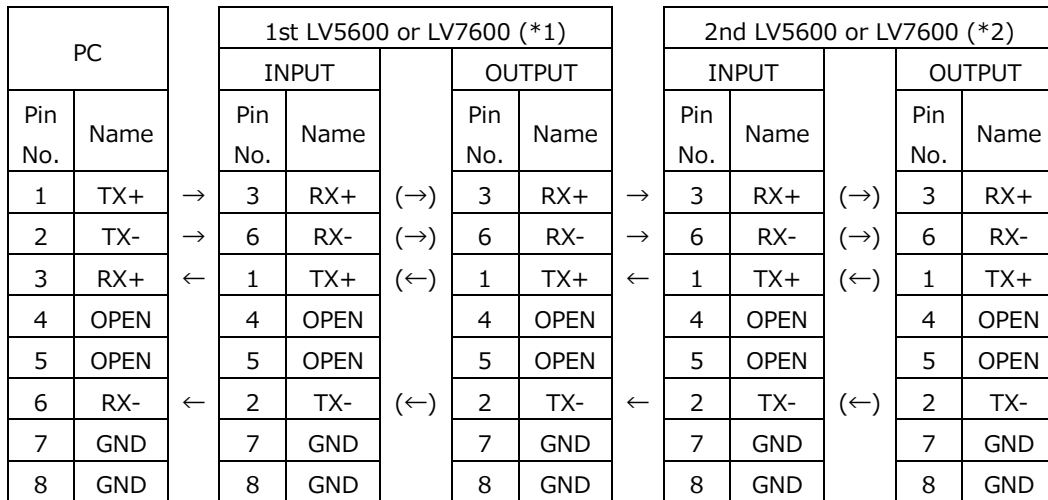 PC 1st LV5600 or LV7600 (*1) 2nd LV5600 or LV7600 (*2)
INPUT OUTPUT INPUT OUTPUT
Pin No. Name Pin No. Name Pin No. Name Pin No. Name Pin No. Name
1 TX+ → 3 RX+ (→) 3 RX+ → 3 RX+ (→) 3 RX+
2 TX- → 6 RX- (→) 6 RX- → 6 RX- (→) 6 RX-
3 RX+ ← 1 TX+ (←) 1 TX+ ← 1 TX+ (←) 1 TX+
4 OPEN 4 OPEN 4 OPEN 4 OPEN 4 OPEN
5 OPEN 5 OPEN 5 OPEN 5 OPEN 5 OPEN
6 RX- ← 2 TX- (←) 2 TX- ← 2 TX- (←) 2 TX-
7 GND 7 GND 7 GND 7 GND 7 GND
8 GND 8 GND 8 GND 8 GND 8 GND